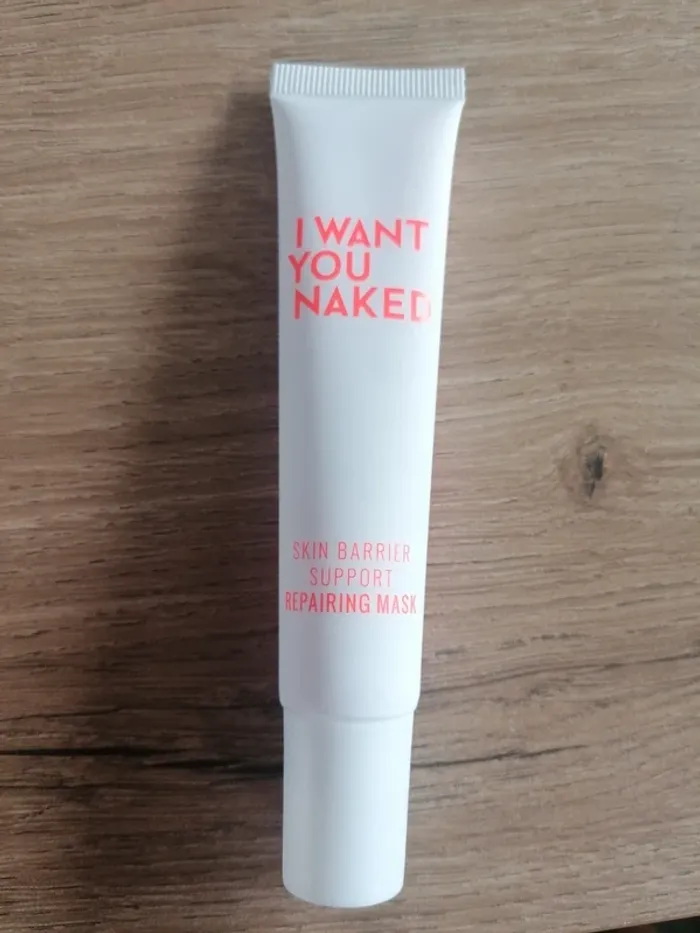 I WANT
YOU
NAKED
SKIN BARRIER
SUPPORT
REPAIRING MASK